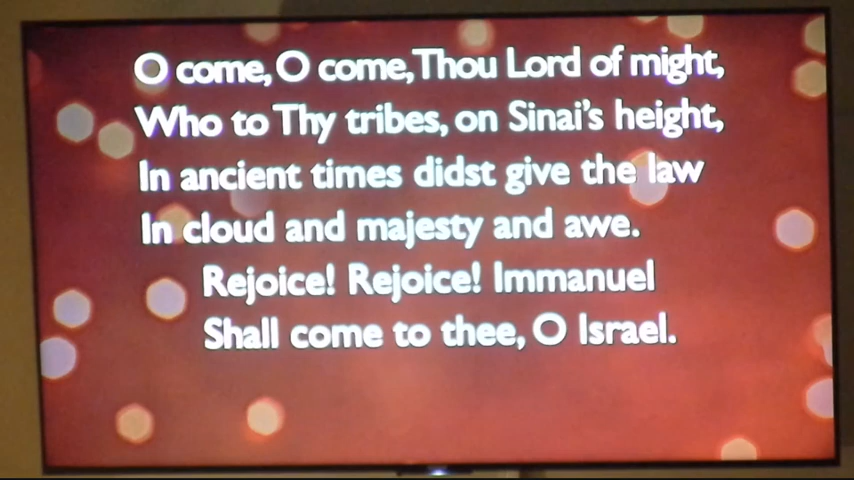 O come, O come, Thou Lord of might,
Who to Thy tribes, on Sinai's height,
In ancient times didst give the law
In cloud and majesty and awe.
Rejoice! Rejoice! Immanuel
Shall come to thee, O Israel.